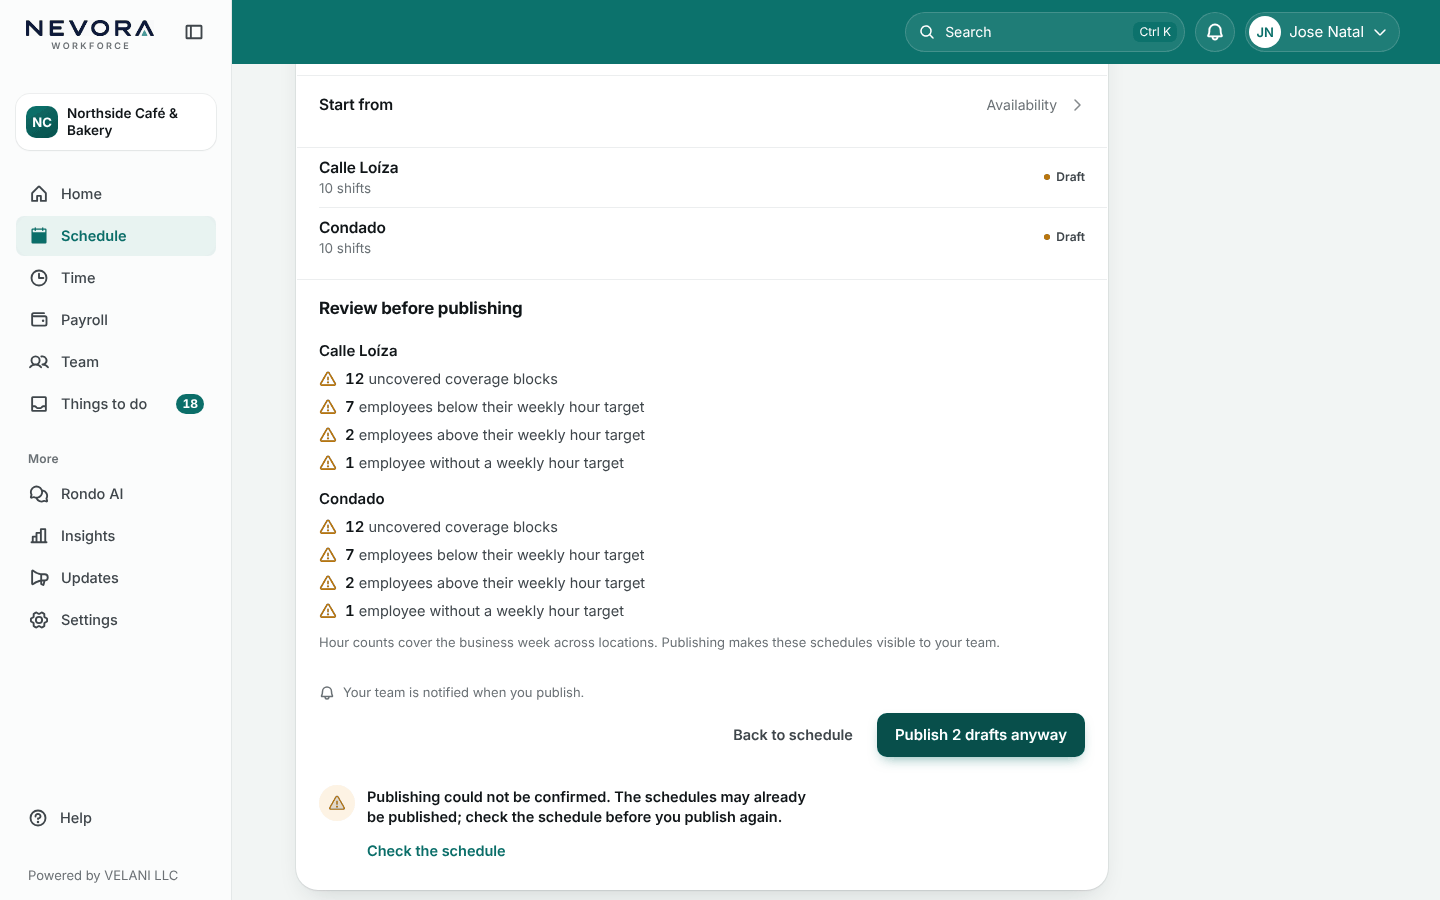 NEVORA
WORKFORCE
Search
Ctrl K
JN
Jose Natal
NC
Northside Café &
Bakery
Home
Schedule
Time
Payroll
Team
Things to do
18
More
Rondo AI
Insights
Updates
Settings
Help
Powered by VELANI LLC
Start from
Availability
Calle Loíza
10 shifts
Draft
Condado
10 shifts
Draft
Review before publishing
Calle Loíza
12 uncovered coverage blocks
7 employees below their weekly hour target
2 employees above their weekly hour target
1 employee without a weekly hour target
Condado
12 uncovered coverage blocks
7 employees below their weekly hour target
2 employees above their weekly hour target
1 employee without a weekly hour target
Hour counts cover the business week across locations. Publishing makes these schedules visible to your team.
Your team is notified when you publish.
Back to schedule
Publish 2 drafts anyway
Publishing could not be confirmed. The schedules may already
be published; check the schedule before you publish again.
Check the schedule